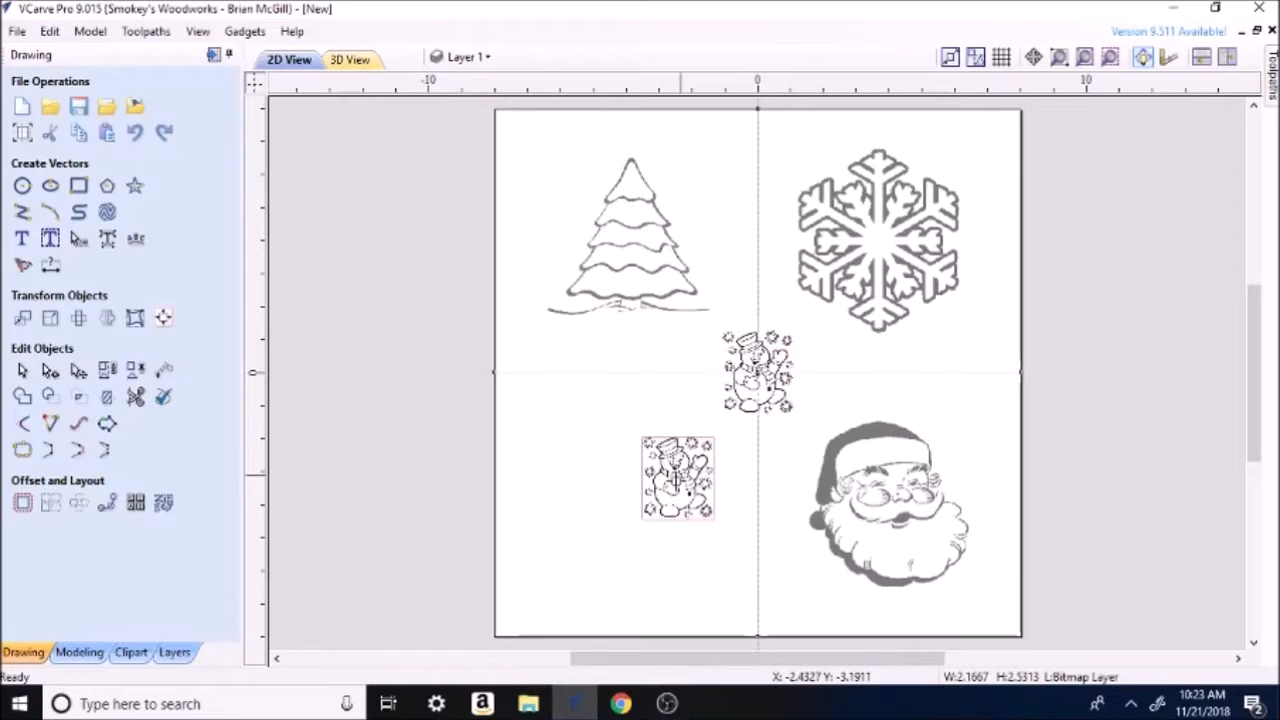 VCarve Pro 9.015 (Smokey's Woodworks - Brian McGill) - [New]
File Edit Model Toolpaths View Gadgets Help
Version 9.511 Available!
Drawing
2D View 3D View Layer 1
Toolpaths
-10 0 10
File Operations
Create Vectors
Transform Objects
Edit Objects
0
Offset and Layout
Drawing Modeling Clipart Layers
Ready
X: -2.4327 Y: -3.1911
W:2.1667 H:2.5313 L:Bitmap Layer
Type here to search
10:23 AM
11/21/2018
2